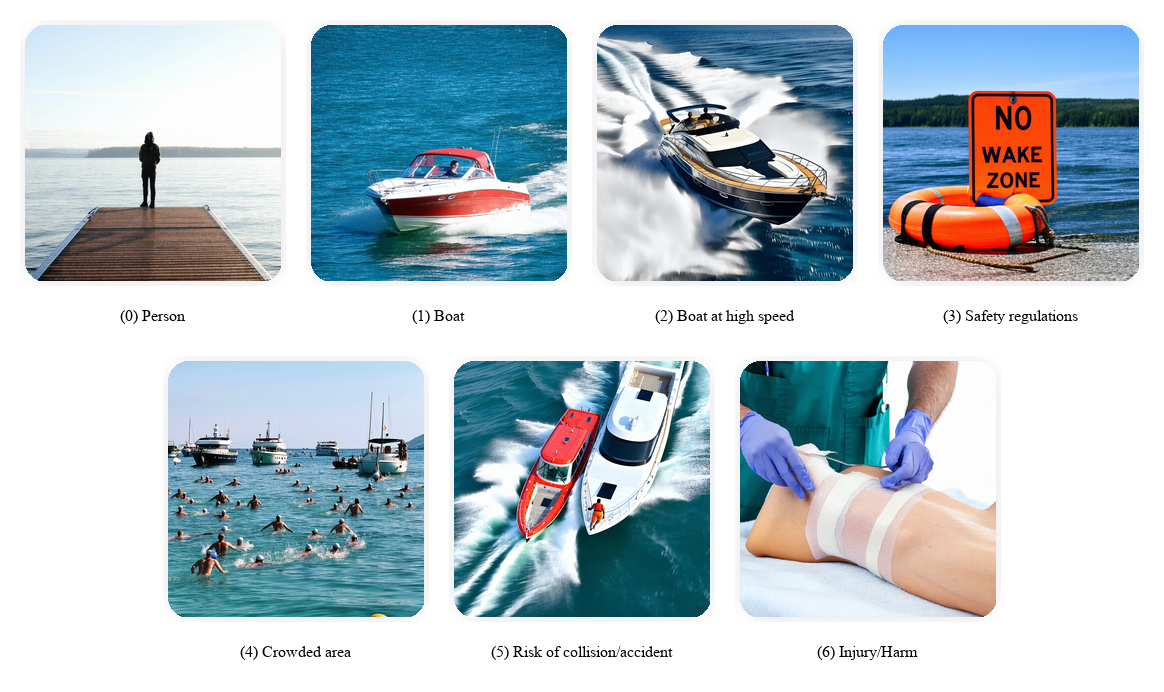 NO
WAKE
ZONE
(0) Person
(1) Boat
(2) Boat at high speed
(3) Safety regulations
(4) Crowded area
(5) Risk of collision/accident
(6) Injury/Harm